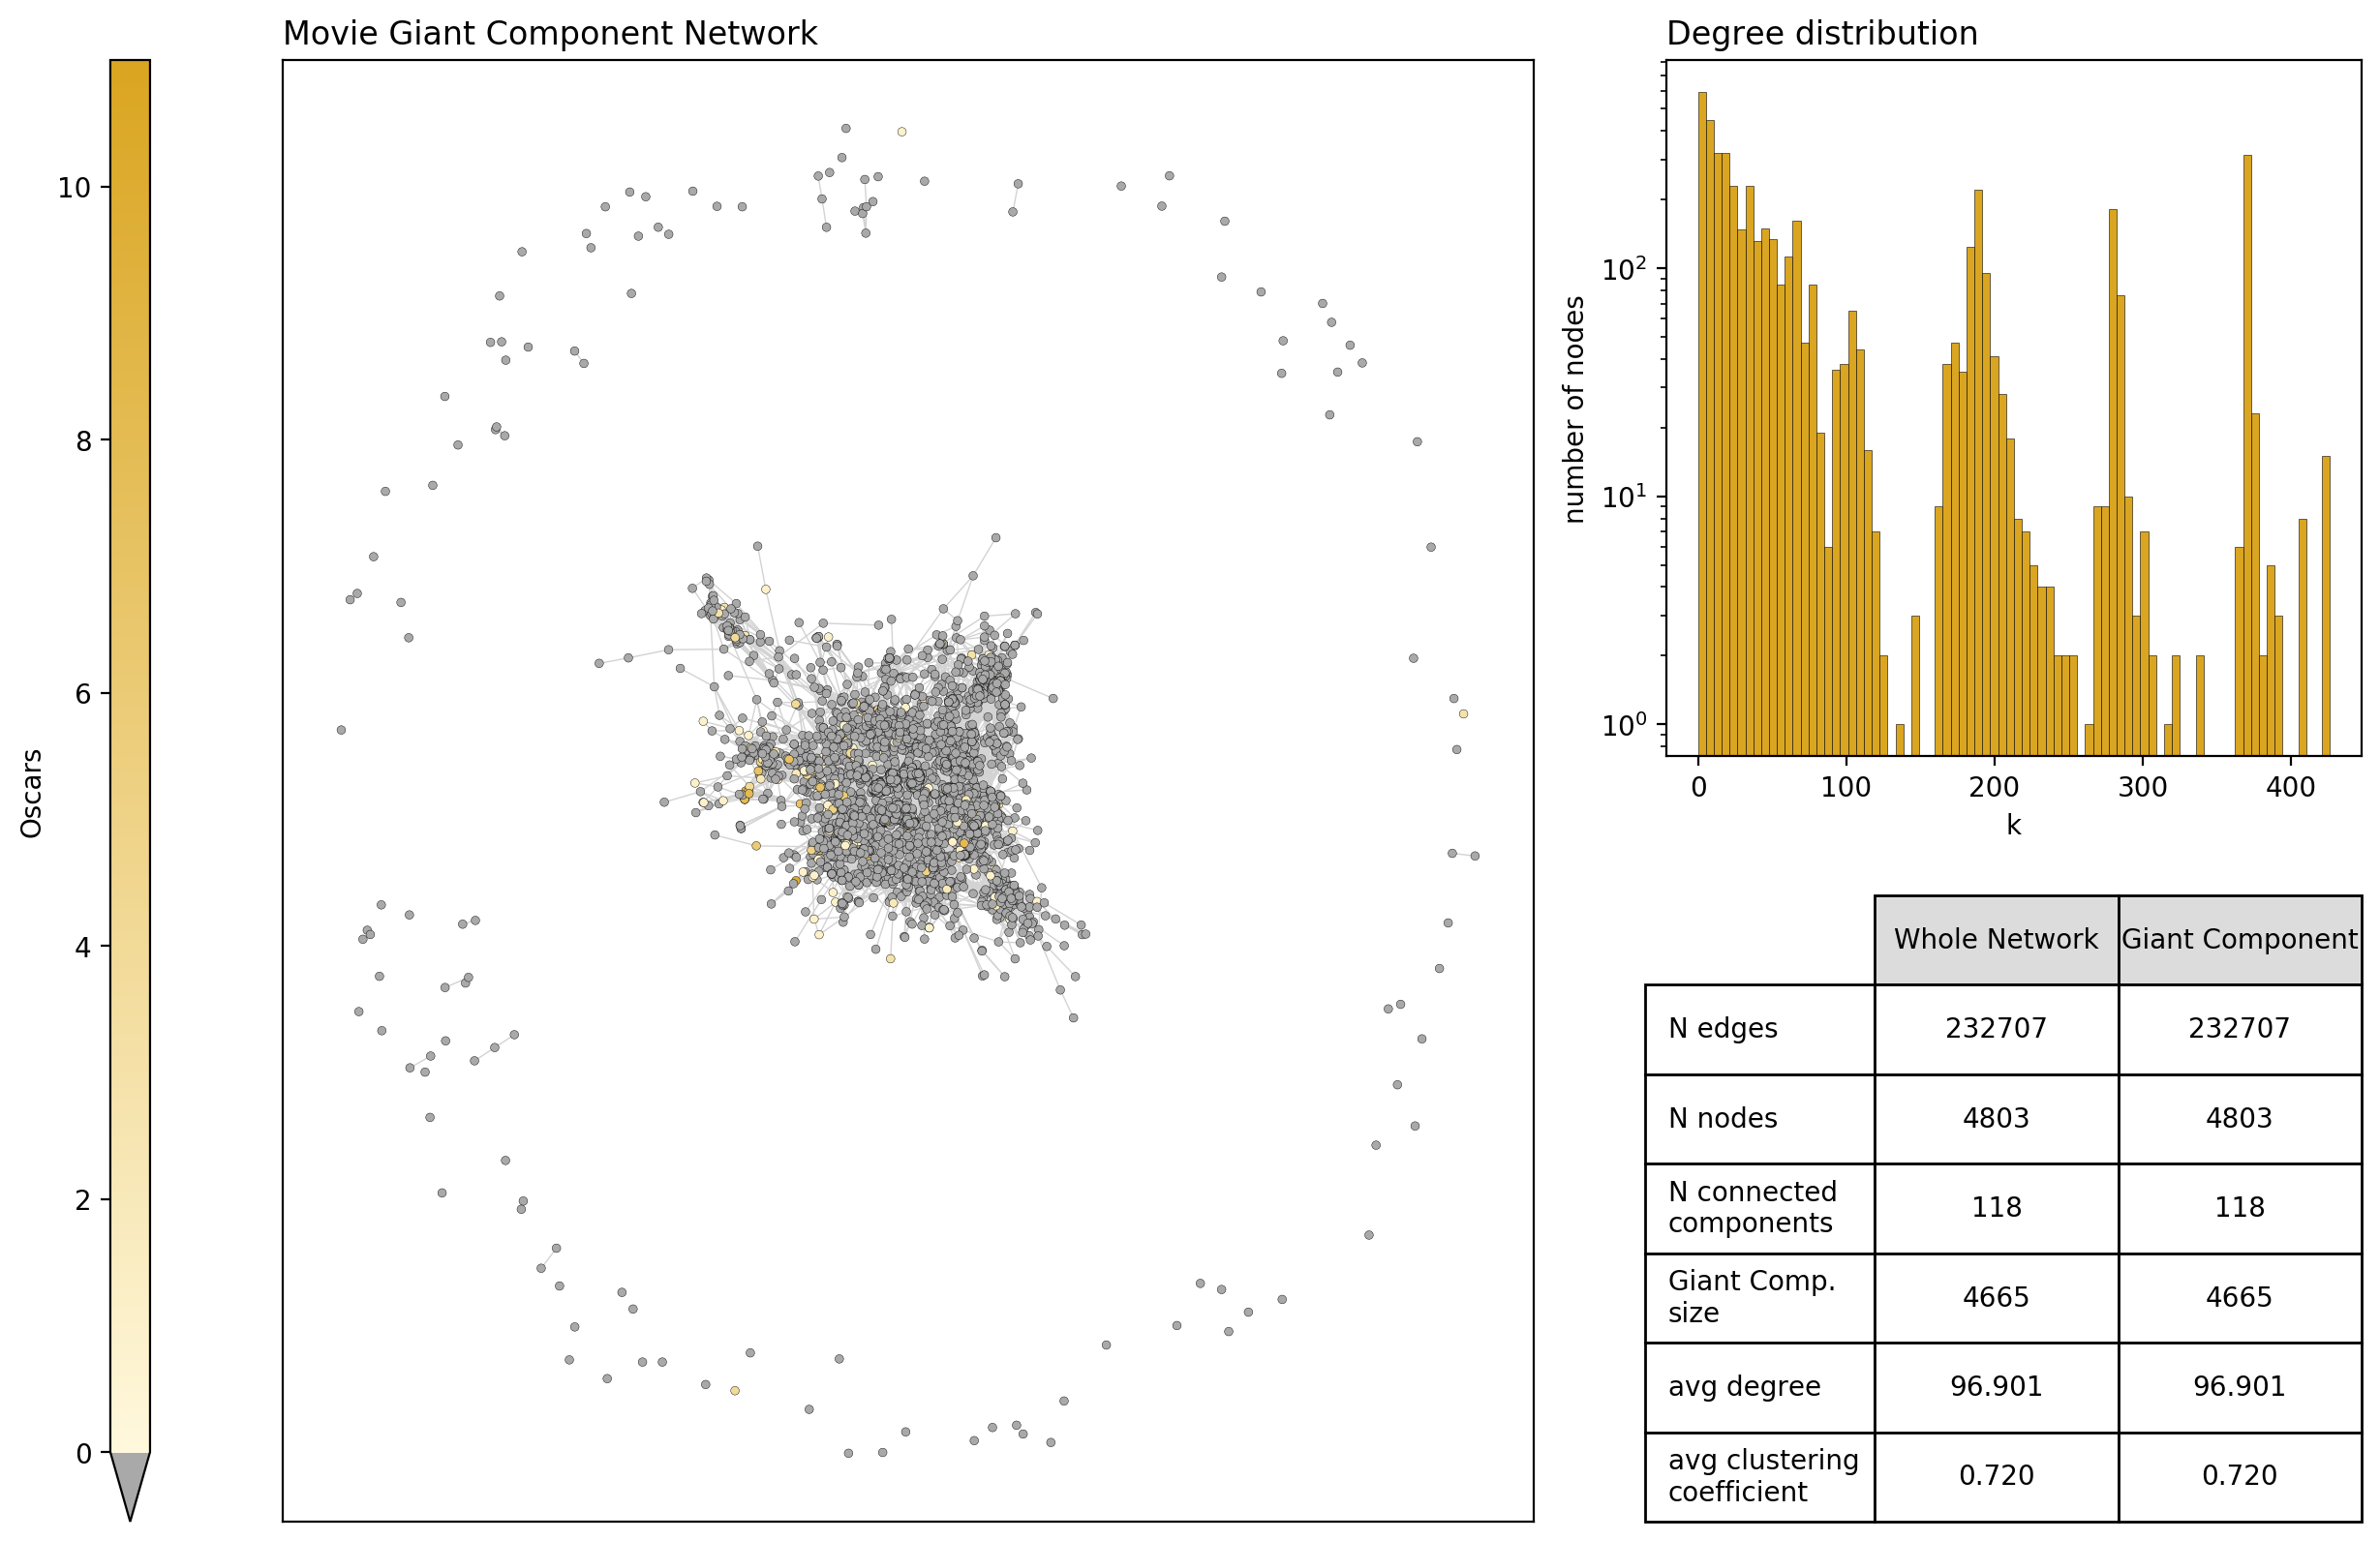 Movie Giant Component Network
Oscars
10
8
6
4
2
0
Degree distribution
number of nodes
10²
10¹
10⁰
0 100 200 300 400
k
Whole Network Giant Component
N edges 232707 232707
N nodes 4803 4803
N connected
components 118 118
Giant Comp.
size 4665 4665
avg degree 96.901 96.901
avg clustering
coefficient 0.720 0.720